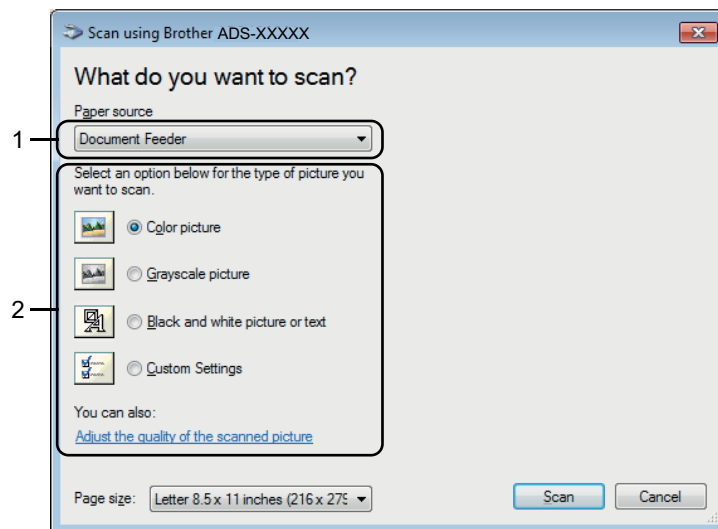 Scan using Brother ADS-XXXXX
What do you want to scan?
Paper source
1
Document Feeder
Select an option below for the type of picture you
want to scan.
Color picture
Grayscale picture
2
Black and white picture or text
Custom Settings
You can also:
Adjust the quality of the scanned picture
Page size: Letter 8.5 x 11 inches (216 x 279 Scan Cancel